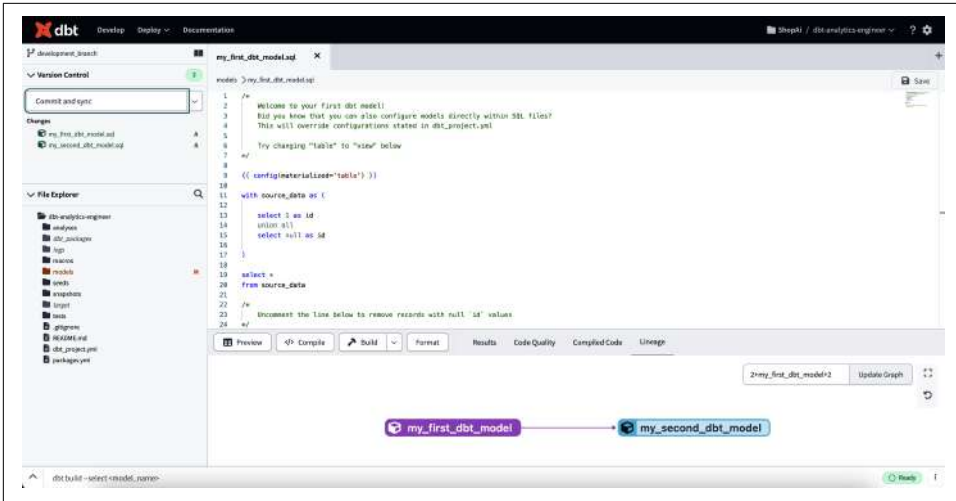 dbt
Develop Deploy Documentation
ShopAI / dbt-analytics-engineer
?
development_branch
Version Control
Commit and sync
Changes
my_first_dbt_model.sql A
my_second_dbt_model.sql A
File Explorer
dbt-analytics-engineer
analyses
dbt_packages
logs
macros
models
seeds
snapshots
target
tests
.gitignore
README.md
dbt_project.yml
packages.yml
my_first_dbt_model.sql ×
+
models > my_first_dbt_model.sql
Save
1 /*
2 Welcome to your first dbt model!
3 Did you know that you can also configure models directly within SQL files?
4 This will override configurations stated in dbt_project.yml
5
6 Try changing "table" to "view" below
7 */
8
9 {{ config(materialized='table') }}
10
11 with source_data as (
12
13 select 1 as id
14 union all
15 select null as id
16
17 )
18
19 select *
20 from source_data
21
22 /*
23 Uncomment the line below to remove records with null `id` values
24 */
Preview </> Compile Build Format Results Code Quality Compiled Code Lineage
2+my_first_dbt_model+2 Update Graph
my_first_dbt_model my_second_dbt_model
dbt build --select <model_name>
Ready